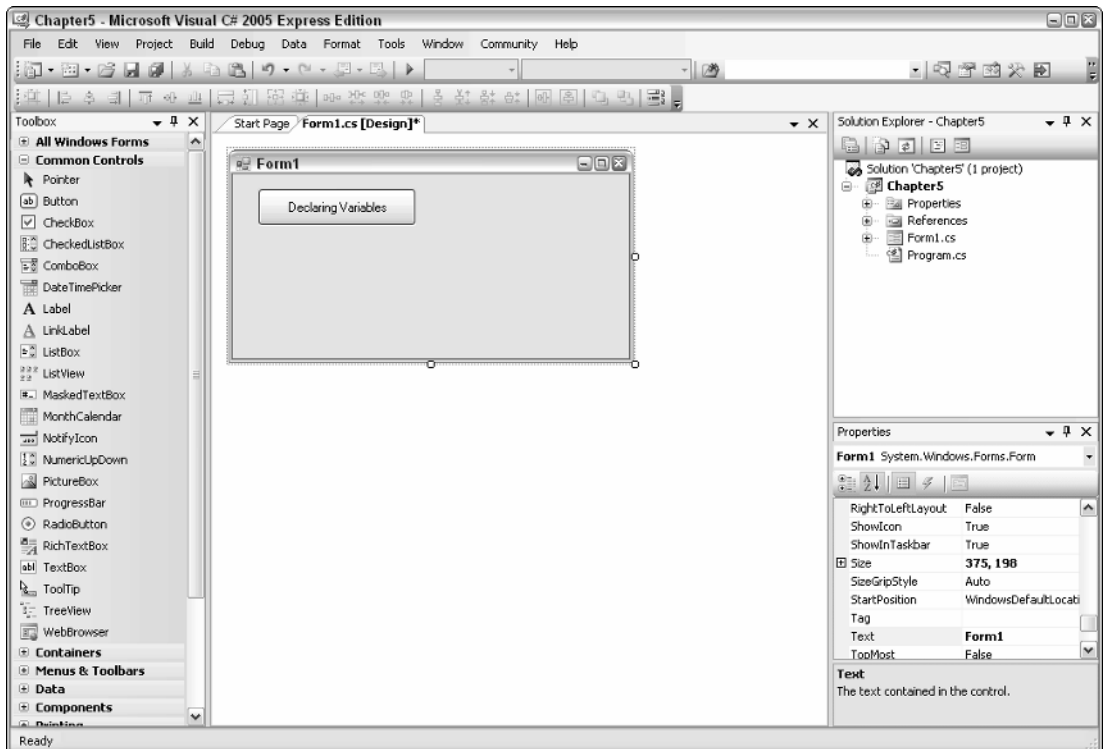 Chapter5 - Microsoft Visual C# 2005 Express Edition
File Edit View Project Build Debug Data Format Tools Window Community Help
Toolbox
All Windows Forms
Common Controls
Pointer
Button
CheckBox
CheckedListBox
ComboBox
DateTimePicker
Label
LinkLabel
ListBox
ListView
MaskedTextBox
MonthCalendar
NotifyIcon
NumericUpDown
PictureBox
ProgressBar
RadioButton
RichTextBox
TextBox
ToolTip
TreeView
WebBrowser
Containers
Menus & Toolbars
Data
Components
Printing
Start Page Form1.cs [Design]*
Form1
Declaring Variables
Solution Explorer - Chapter5
Solution 'Chapter5' (1 project)
Chapter5
Properties
References
Form1.cs
Program.cs
Properties
Form1 System.Windows.Forms.Form
RightToLeftLayout False
ShowIcon True
ShowInTaskbar True
Size 375, 198
SizeGripStyle Auto
StartPosition WindowsDefaultLocati
Tag
Text Form1
TopMost False
Text
The text contained in the control.
Ready